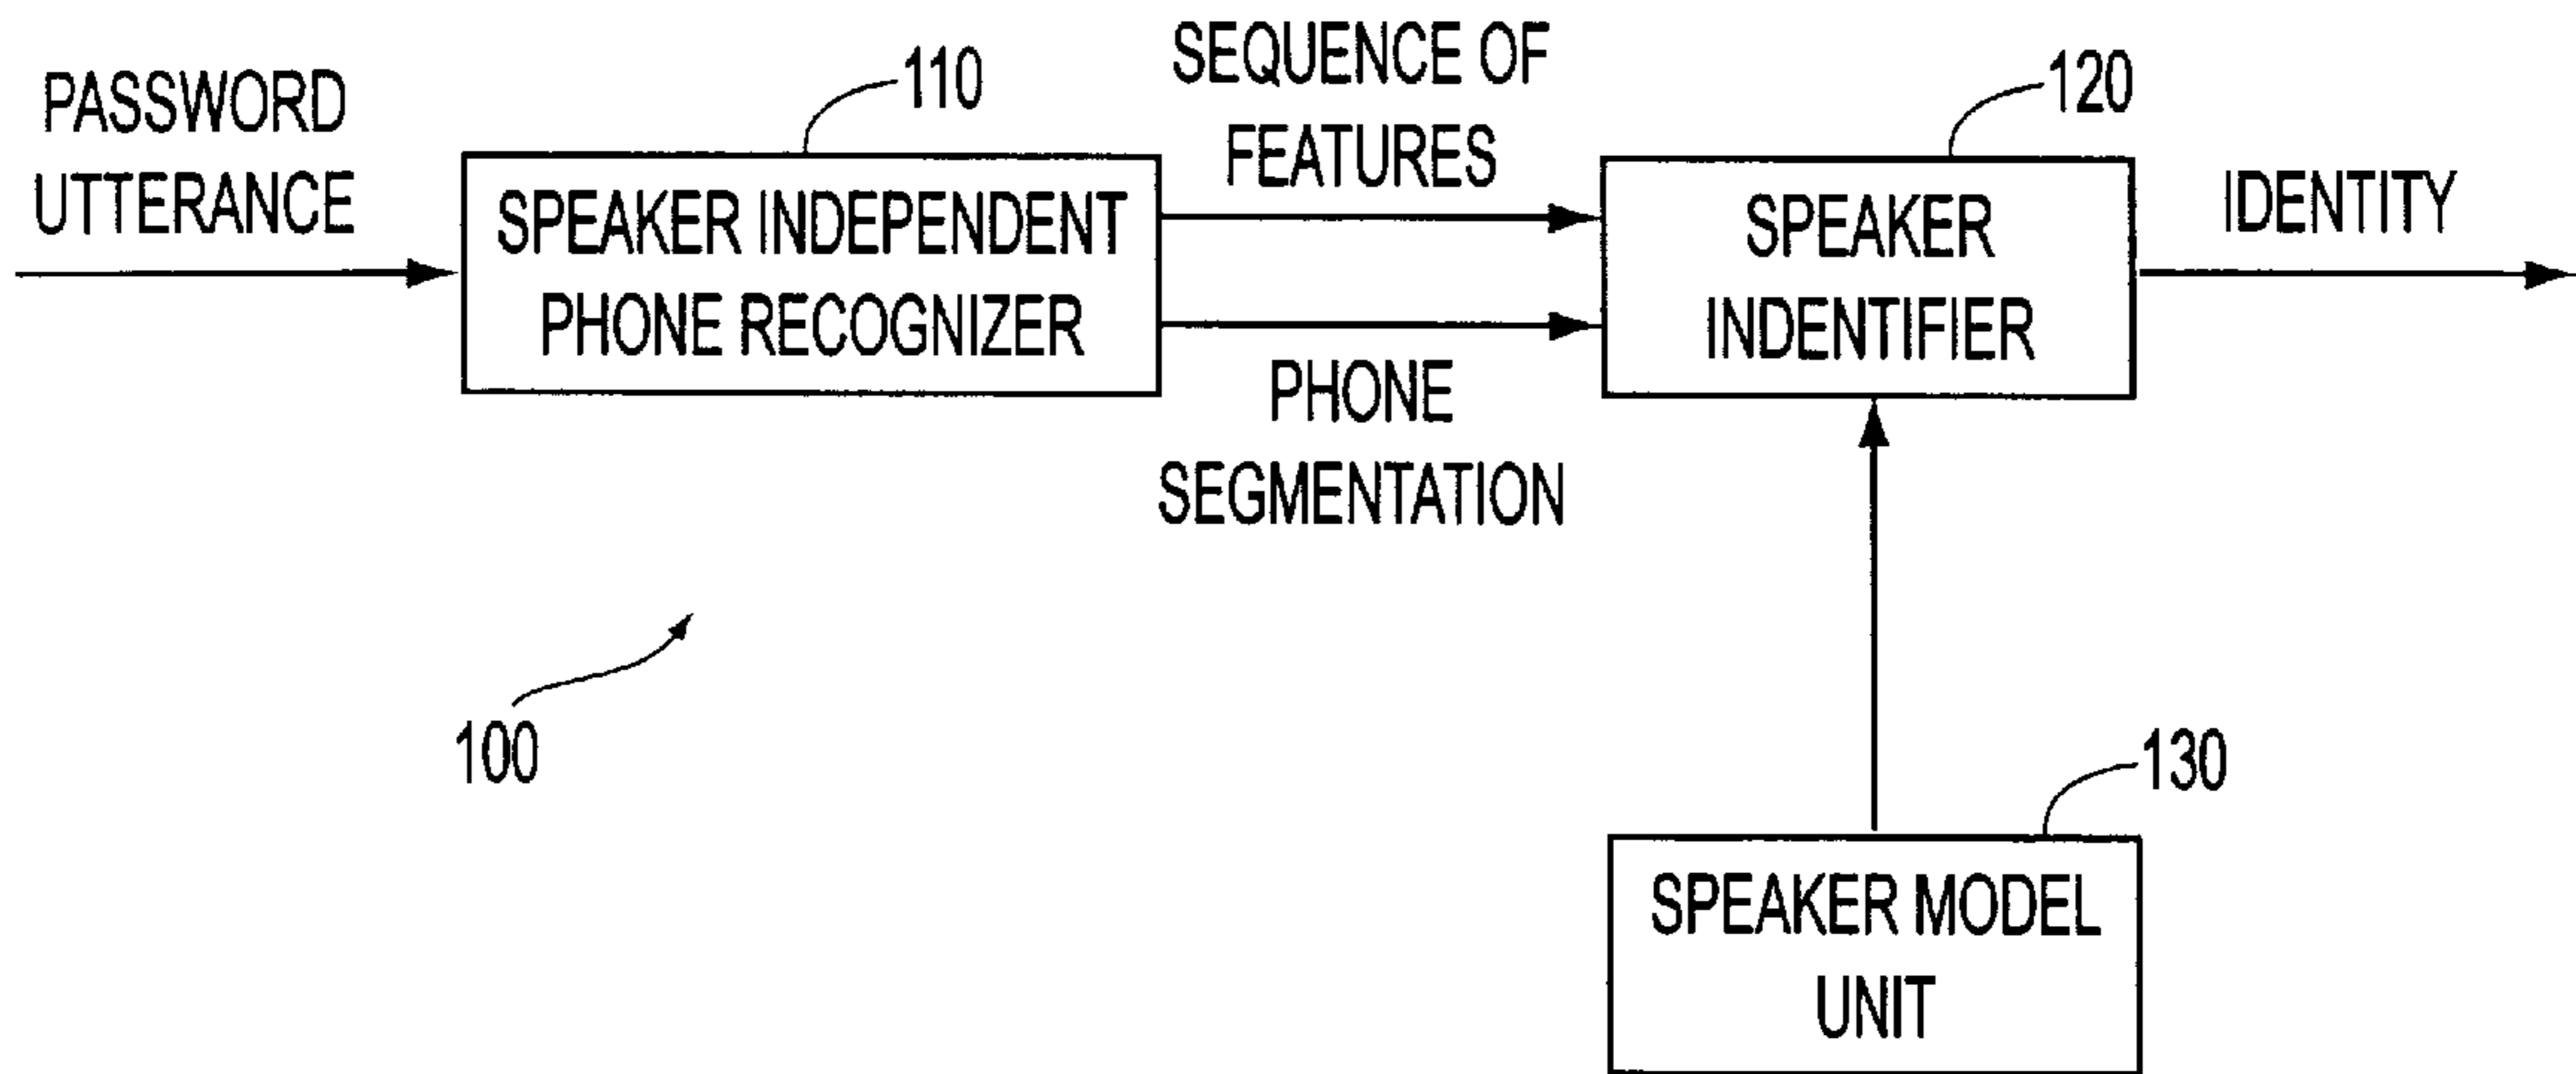 PASSWORD
UTTERANCE
110
SPEAKER INDEPENDENT
PHONE RECOGNIZER
SEQUENCE OF
FEATURES
PHONE
SEGMENTATION
120
SPEAKER
INDENTIFIER
IDENTITY
100
130
SPEAKER MODEL
UNIT